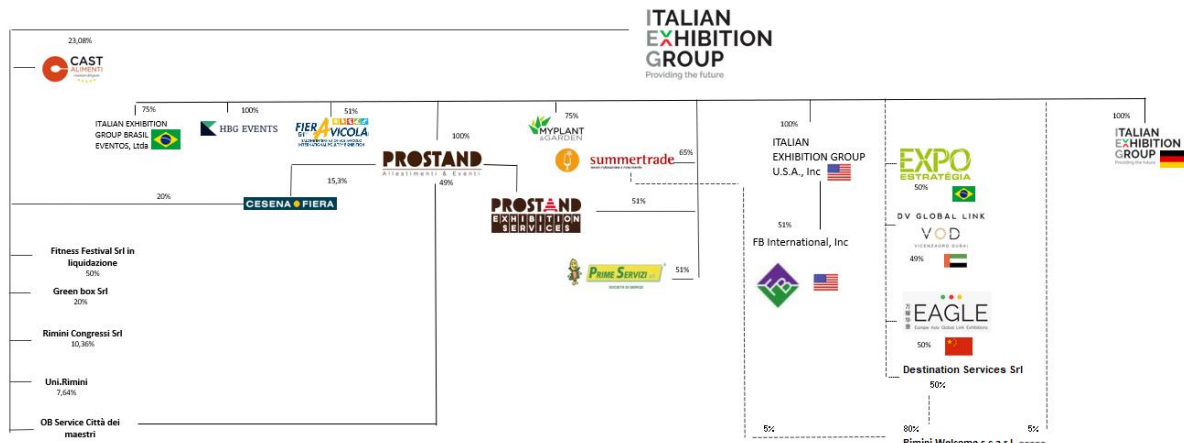 ITALIAN
EXHIBITION
GROUP
Providing the future
23,08%
CAST
ALIMENTI
75%
100%
51%
75%
100%
100%
ITALIAN EXHIBITION
GROUP BRASIL
EVENTOS, Ltda
HBG EVENTS
FIERAVICOLA
100%
PROSTAND
Allestimenti & Eventi
49%
MYPLANT
&GARDEN
summertrade
65%
ITALIAN
EXHIBITION GROUP
U.S.A., Inc
EXPO
ESTRATÉGIA
50%
ITALIAN
EXHIBITION
GROUP
Providing the future
15,3%
20%
CESENA FIERA
PROSTAND
EXHIBITION
SERVICES
51%
51%
FB International, Inc
FB
DV GLOBAL LINK
VOD
VICENZAORO DUBAI
49%
Fitness Festival Srl in
liquidazione
50%
PRIME SERVIZI
51%
Green box Srl
20%
EAGLE
Europe Asia Global Link Exhibitions
50%
Rimini Congressi Srl
10,36%
Destination Services Srl
50%
Uni.Rimini
7,64%
OB Service Città dei
maestri
5%
80%
5%
Rimini Welcome s.c.a.r.l.